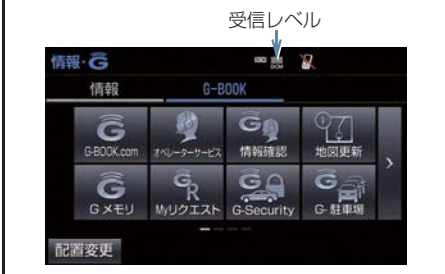 受信レベル
情報・G
DCM
情報 G-BOOK
G-BOOK.com オペレーターサービス 情報確認 地図更新
G メモリ Myリクエスト G-Security G-駐車場
配置変更